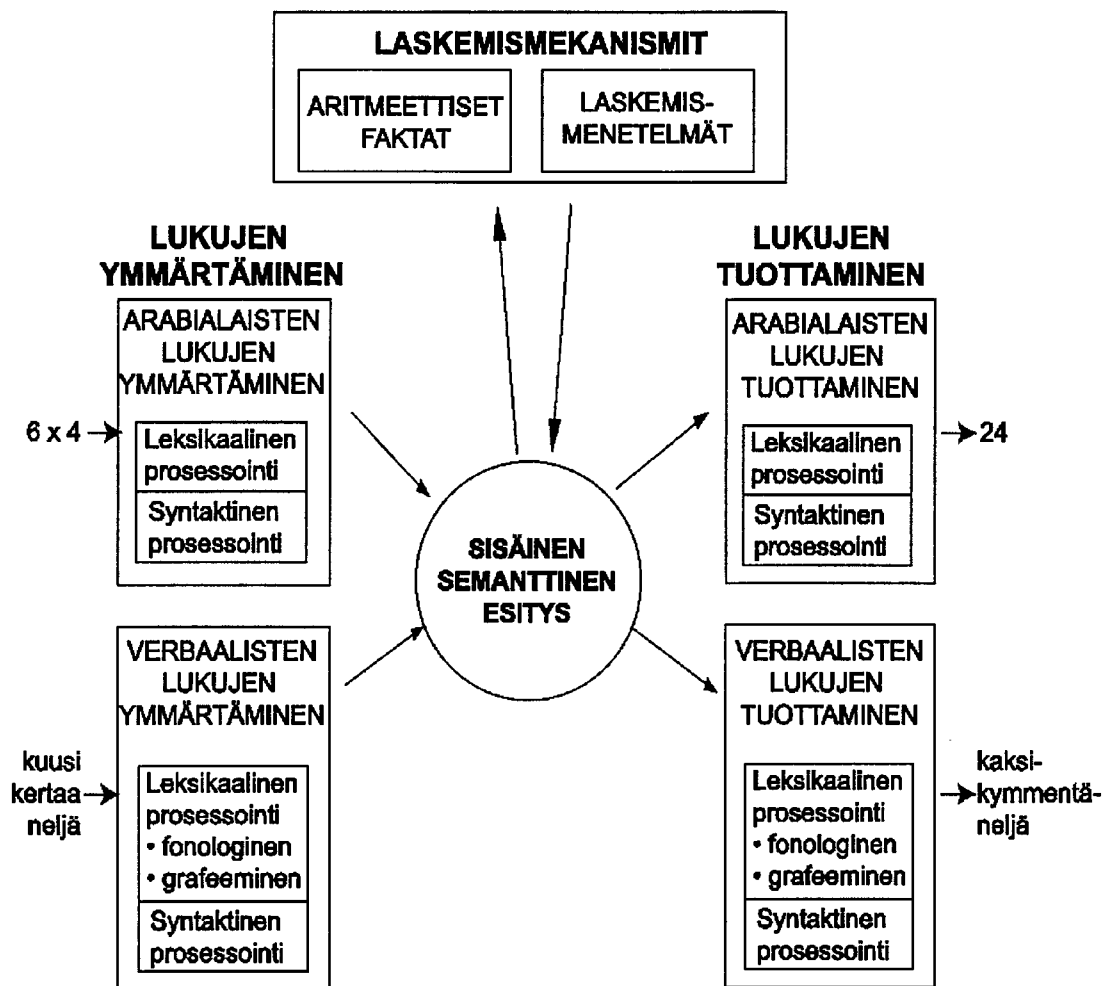 LASKEMISMEKANISMIT
ARITMEETTISET
FAKTAT
LASKEMIS-
MENETELMÄT
LUKUJEN
YMMÄRTÄMINEN
ARABIALAISTEN
LUKUJEN
YMMÄRTÄMINEN
6 x 4
Leksikaalinen
prosessointi
Syntaktinen
prosessointi
VERBAALISTEN
LUKUJEN
YMMÄRTÄMINEN
kuusi
kertaa
neljä
Leksikaalinen
prosessointi
• fonologinen
• grafeeminen
Syntaktinen
prosessointi
SISÄINEN
SEMANTTINEN
ESITYS
LUKUJEN
TUOTTAMINEN
ARABIALAISTEN
LUKUJEN
TUOTTAMINEN
Leksikaalinen
prosessointi
Syntaktinen
prosessointi
24
VERBAALISTEN
LUKUJEN
TUOTTAMINEN
Leksikaalinen
prosessointi
• fonologinen
• grafeeminen
Syntaktinen
prosessointi
kaksi-
kymmentä-
neljä